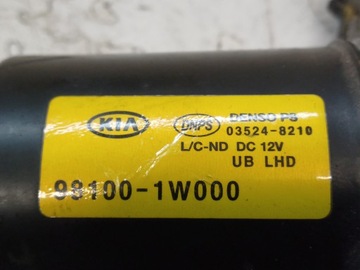 KIA
DNPS
DENSO PS
03524-8210
L/C-ND DC 12V
UB LHD
98100-1W000